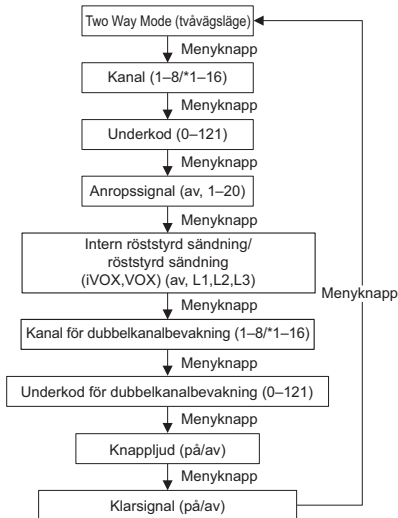 Two Way Mode (tvåvägsläge)
Menyknapp
Kanal (1–8/*1–16)
Menyknapp
Underkod (0–121)
Menyknapp
Anropssignal (av, 1–20)
Menyknapp
Intern röststyrd sändning/
röststyrd sändning
(iVOX,VOX) (av, L1,L2,L3)
Menyknapp
Menyknapp
Kanal för dubbelkanalbevakning (1–8/*1–16)
Menyknapp
Underkod för dubbelkanalbevakning (0–121)
Menyknapp
Knappljud (på/av)
Menyknapp
Klarsignal (på/av)